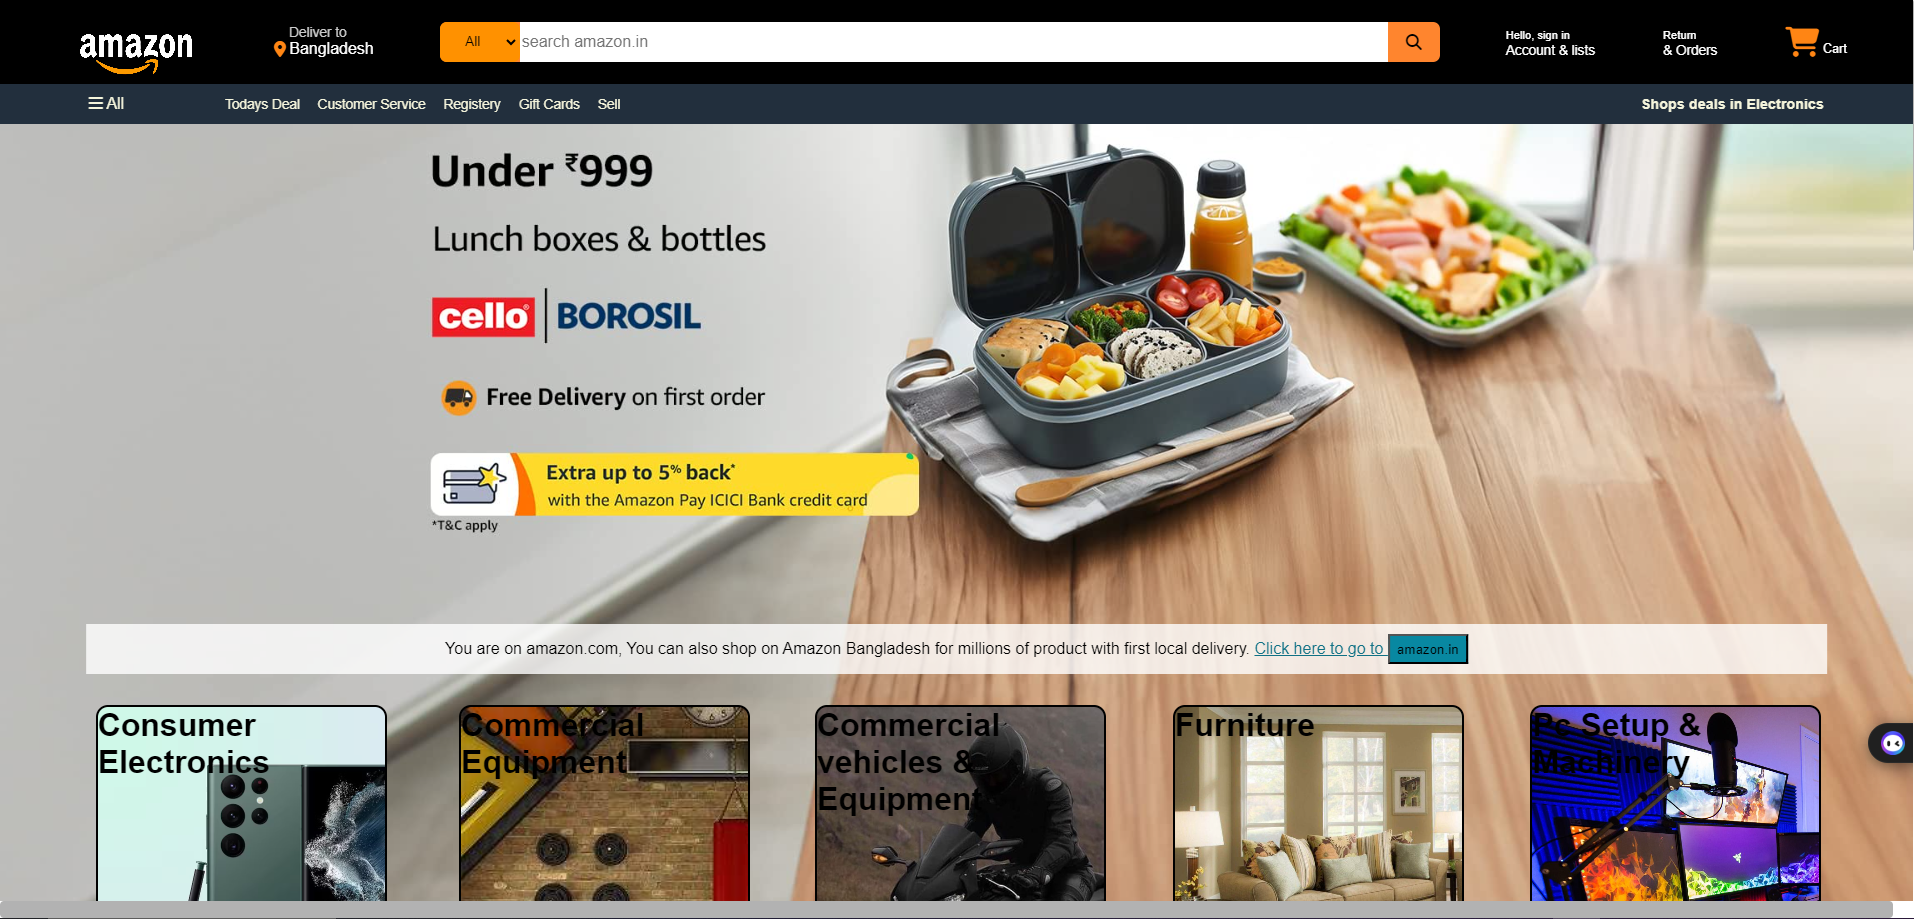 amazon
Deliver to
Bangladesh
All
search amazon.in
Hello, sign in
Account & lists
Return
& Orders
Cart
All
Todays Deal
Customer Service
Registery
Gift Cards
Sell
Shops deals in Electronics
Under ₹999
Lunch boxes & bottles
cello® | BOROSIL
Free Delivery on first order
Extra up to 5% back*
with the Amazon Pay ICICI Bank credit card
*T&C apply
You are on amazon.com, You can also shop on Amazon Bangladesh for millions of product with first local delivery. Click here to go to amazon.in
Consumer
Electronics
Commercial
Equipment
Commercial
vehicles &
Equipment
Furniture
Pc Setup &
Machinery